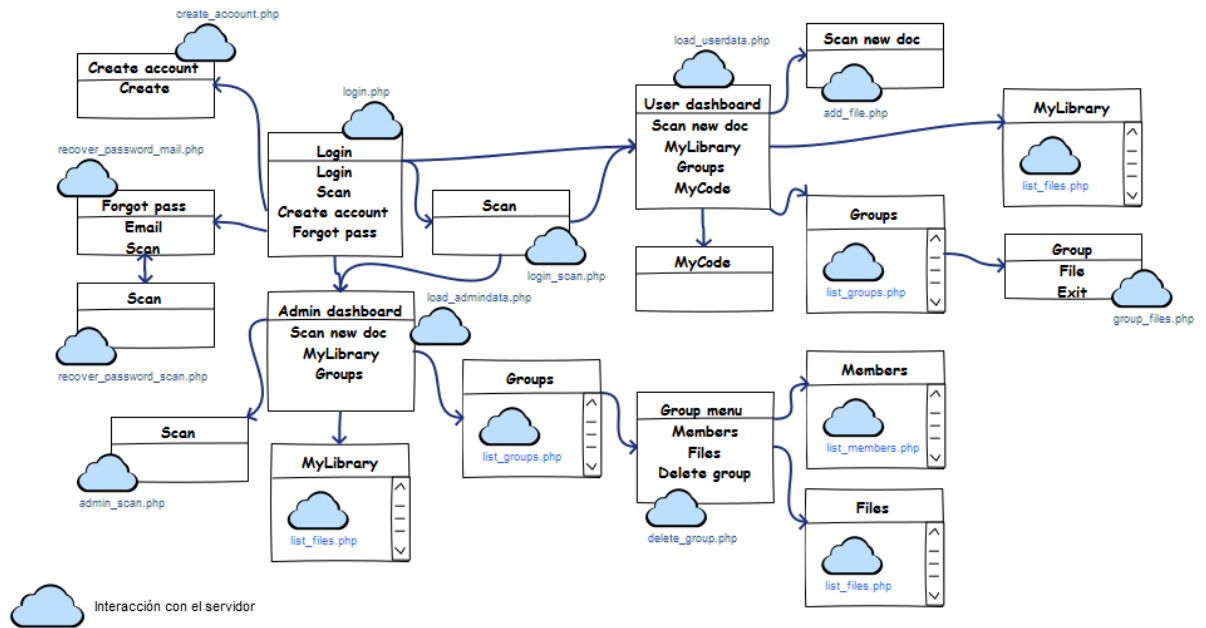 create_account.php
Create account
Create
login.php
Login
Login
Scan
Create account
Forgot pass
recover_password_mail.php
Forgot pass
Email
Scan
Scan
recover_password_scan.php
Scan
login_scan.php
load_userdata.php
User dashboard
Scan new doc
MyLibrary
Groups
MyCode
Scan new doc
add_file.php
MyLibrary
list_files.php
MyCode
Groups
list_groups.php
Group
File
Exit
group_files.php
load_admindata.php
Admin dashboard
Scan new doc
MyLibrary
Groups
Scan
admin_scan.php
MyLibrary
list_files.php
Groups
list_groups.php
Group menu
Members
Files
Delete group
delete_group.php
Members
list_members.php
Files
list_files.php
Interacción con el servidor